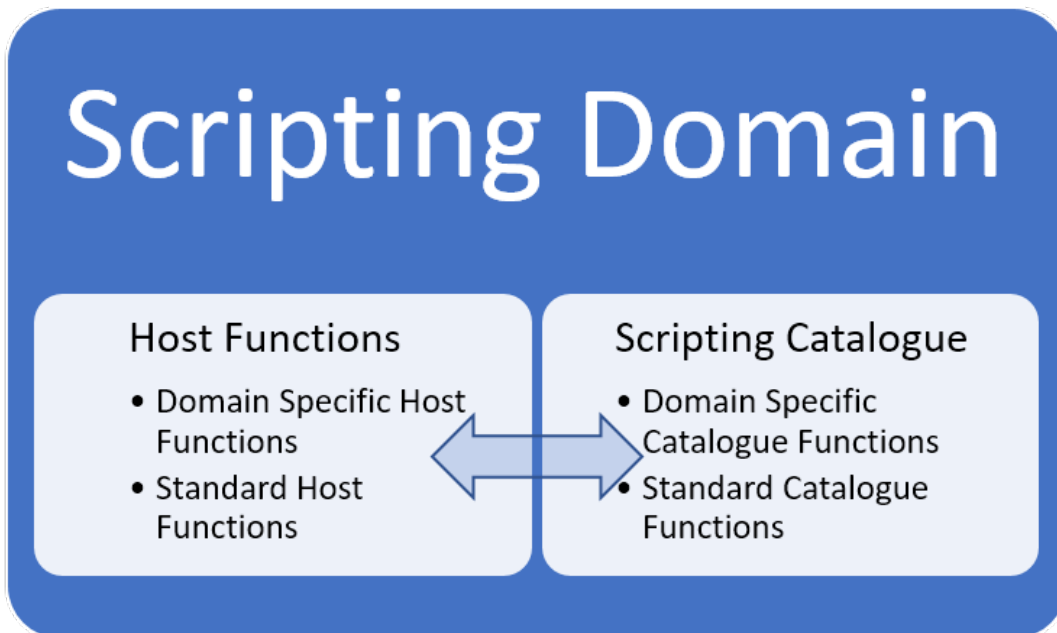 Scripting Domain
Host Functions
• Domain Specific Host
Functions
• Standard Host
Functions
Scripting Catalogue
• Domain Specific
Catalogue Functions
• Standard Catalogue
Functions